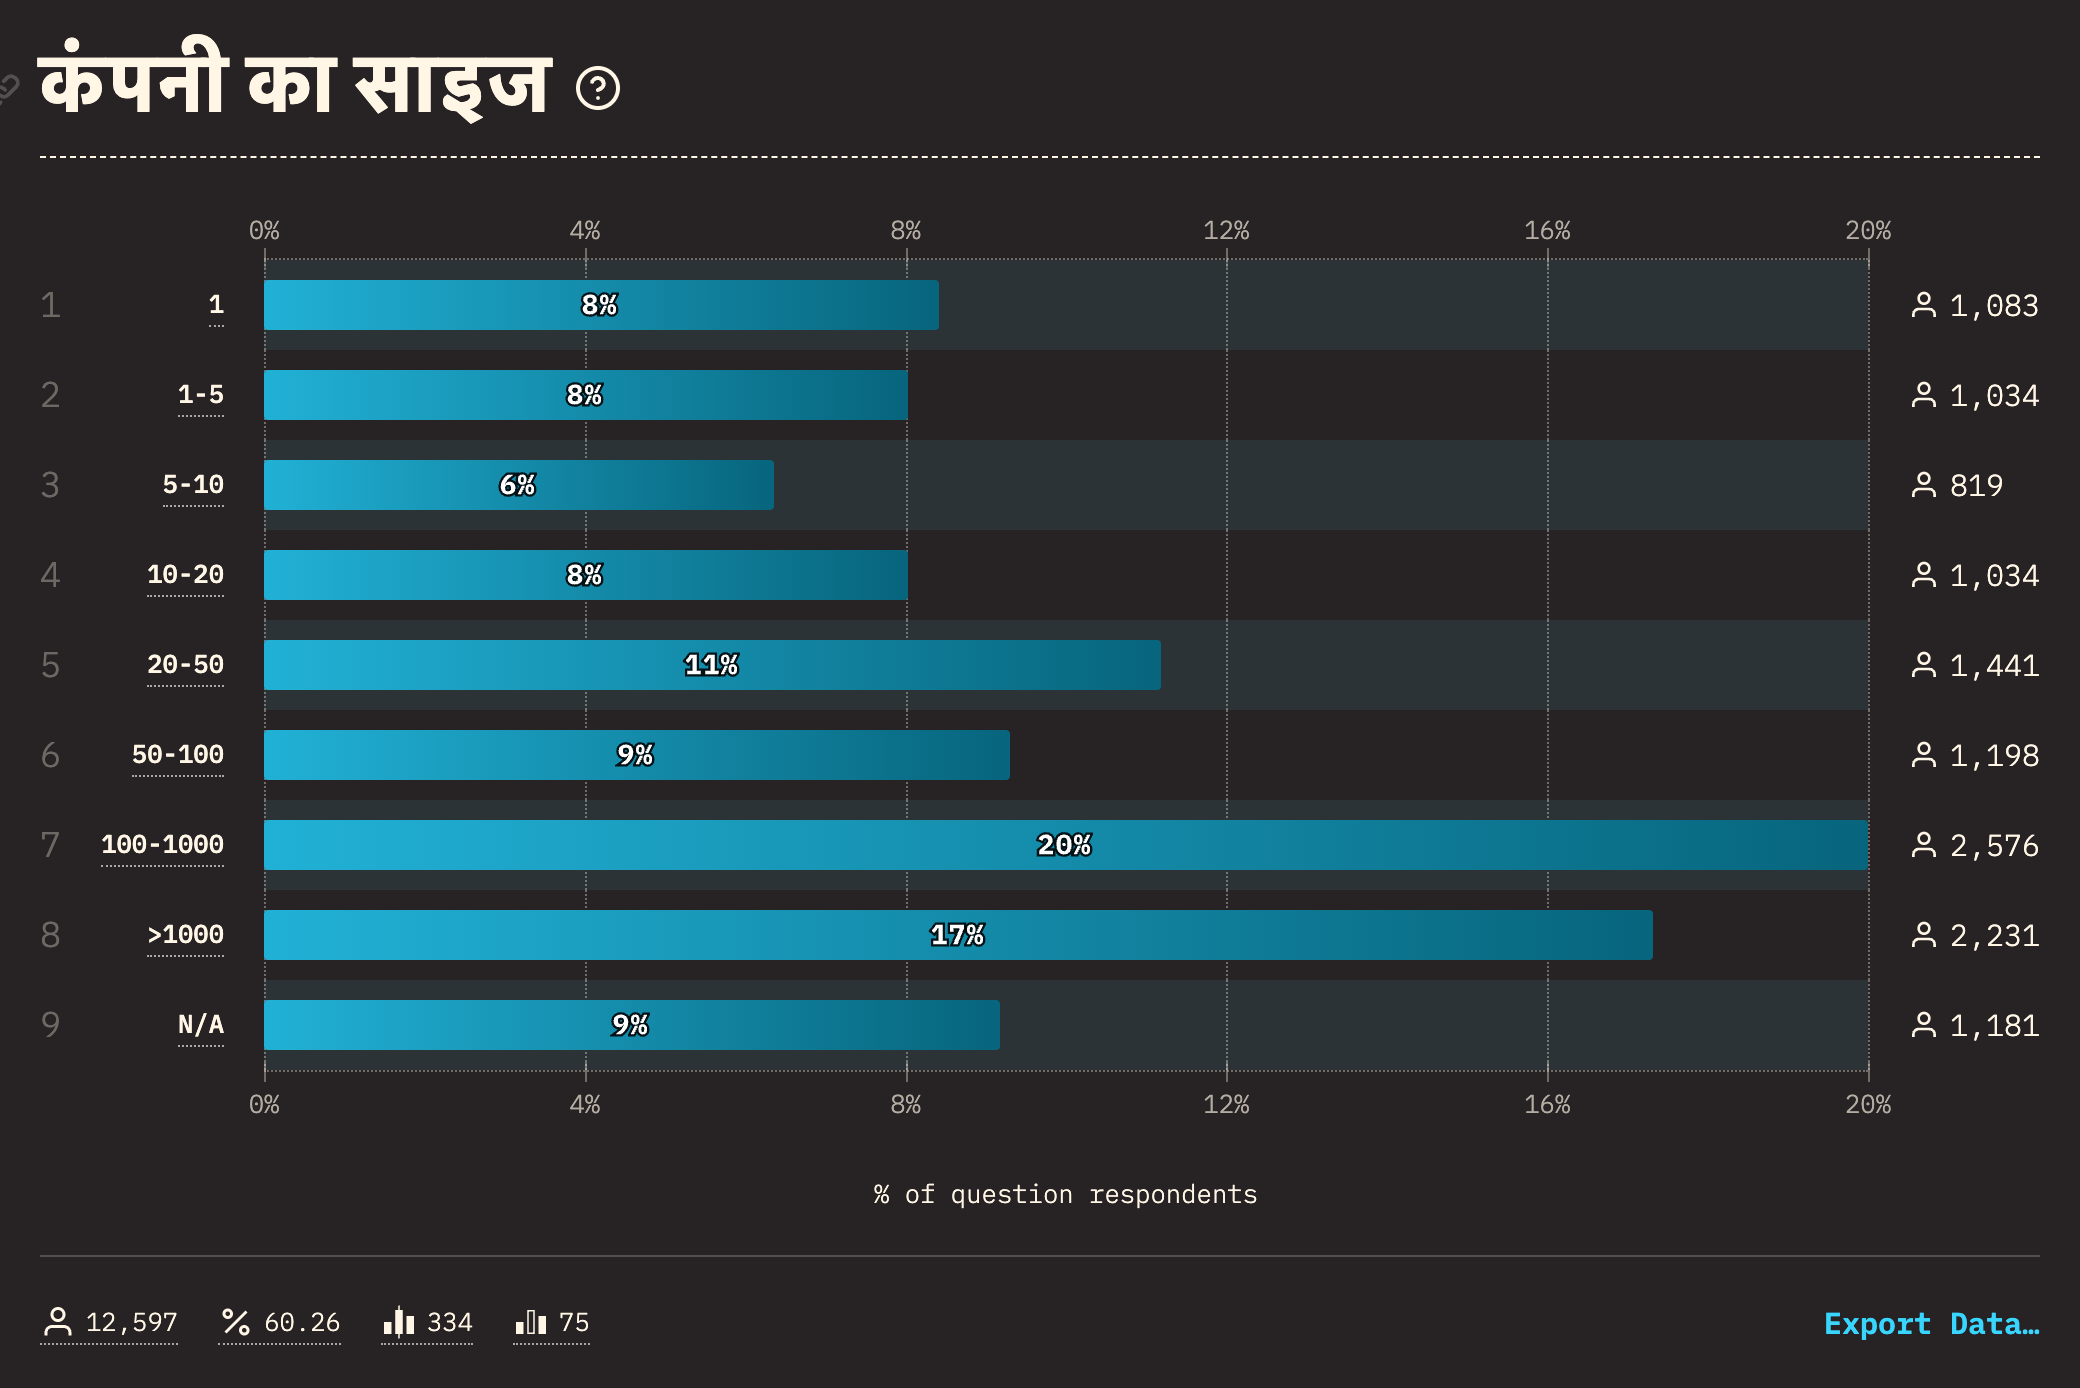 कंपनी का साइज
0% 4% 8% 12% 16% 20%
1 1 8% 1,083
2 1-5 8% 1,034
3 5-10 6% 819
4 10-20 8% 1,034
5 20-50 11% 1,441
6 50-100 9% 1,198
7 100-1000 20% 2,576
8 >1000 17% 2,231
9 N/A 9% 1,181
0% 4% 8% 12% 16% 20%
% of question respondents
12,597 % 60.26 334 75 Export Data…